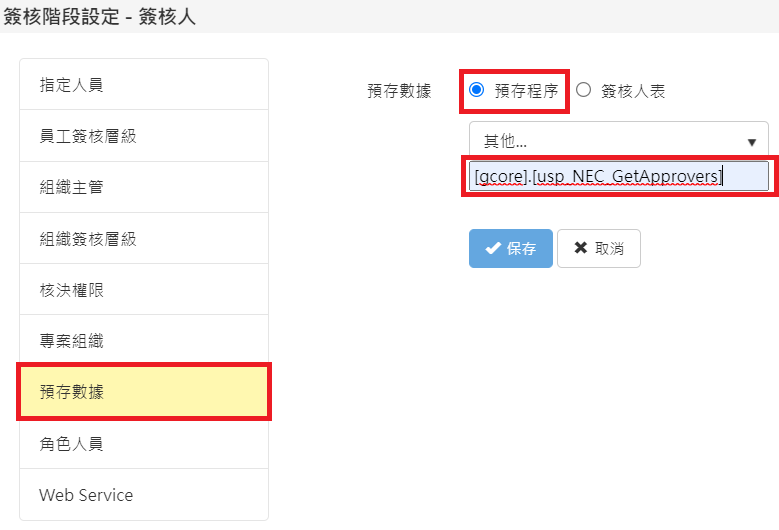 簽核階段設定 - 簽核人
指定人員
員工簽核層級
組織主管
組織簽核層級
核決權限
專案組織
預存數據
角色人員
Web Service
預存數據 預存程序 簽核人表
其他...
[gcore].[usp_NEC_GetApprovers]
保存 取消